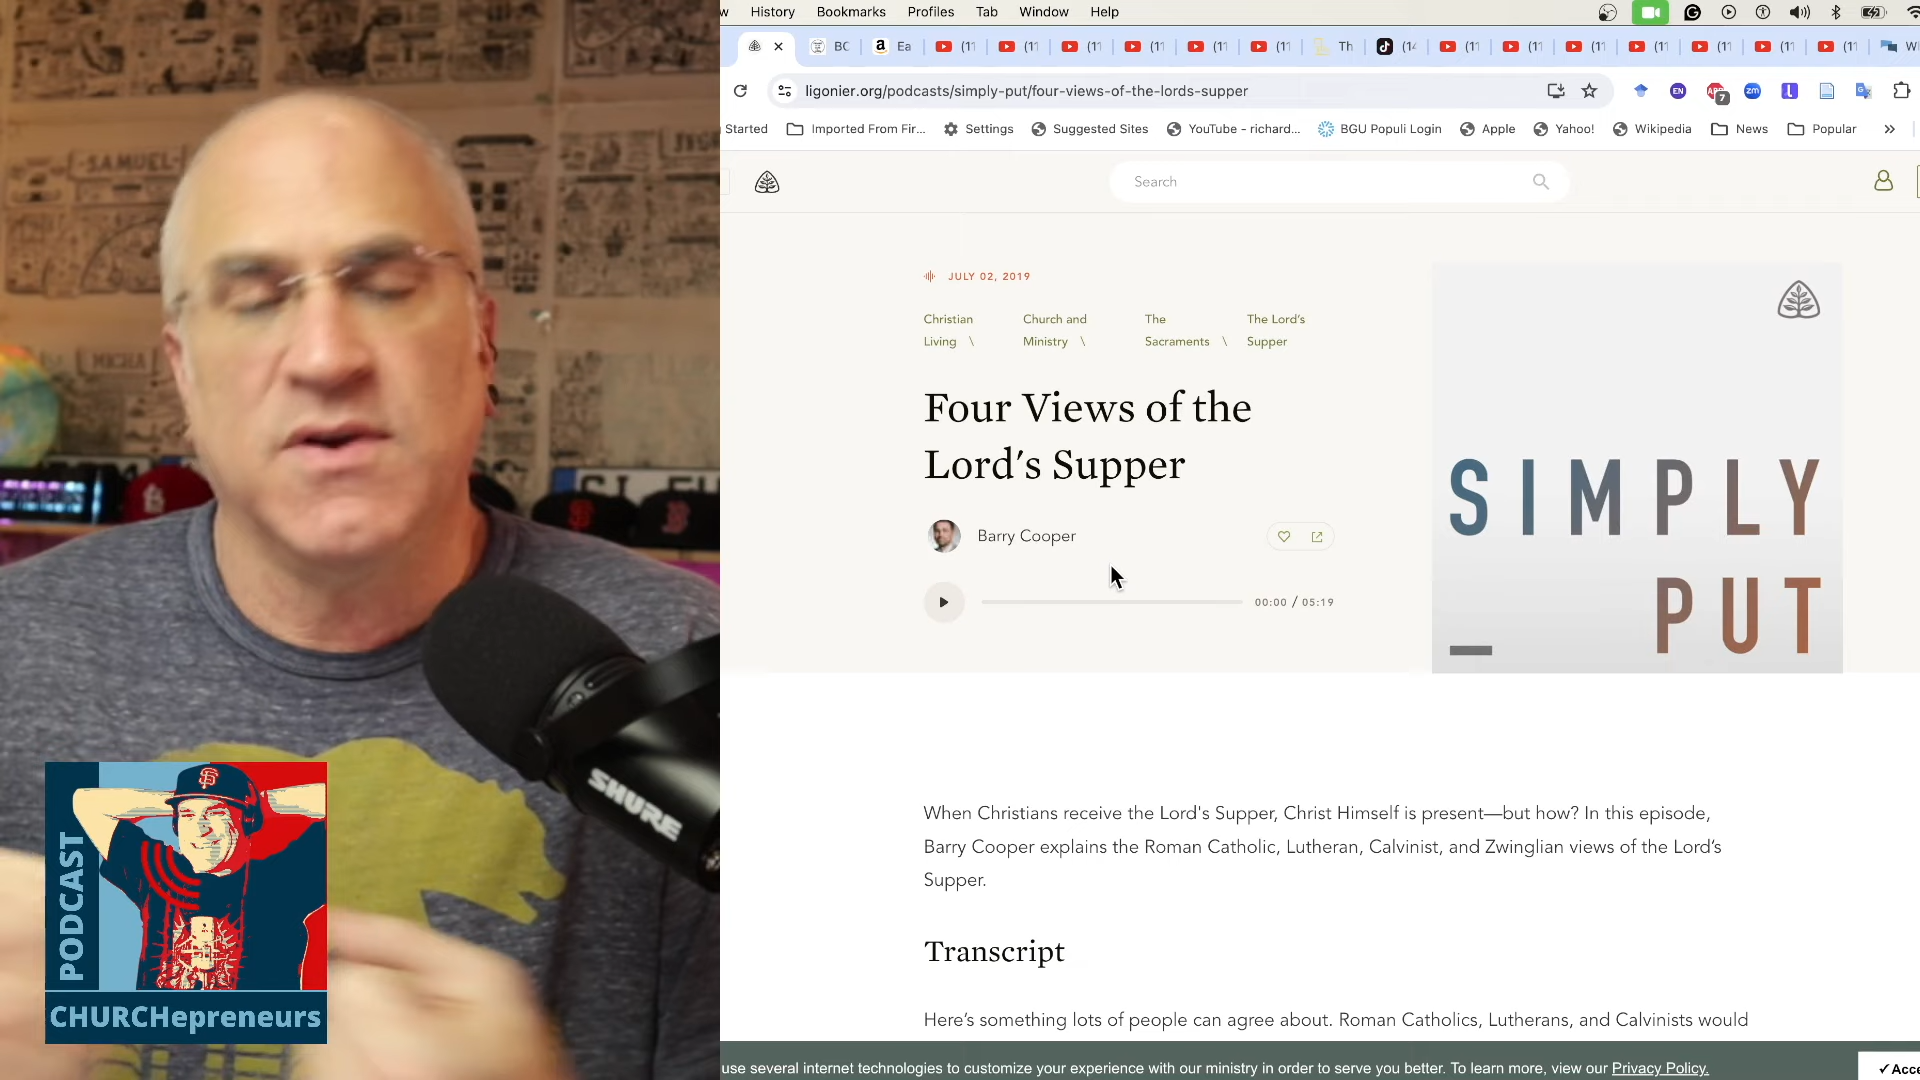 History Bookmarks Profiles Tab Window Help
ligonier.org/podcasts/simply-put/four-views-of-the-lords-supper
Started Imported From Fir... Settings Suggested Sites YouTube - richard... BGU Populi Login Apple Yahoo! Wikipedia News Popular »
Search
JULY 02, 2019
Christian Living \ Church and Ministry \ The Sacraments \ The Lord's Supper
Four Views of the
Lord's Supper
Barry Cooper
00:00 / 05:19
SIMPLY
PUT
When Christians receive the Lord's Supper, Christ Himself is present—but how? In this episode,
Barry Cooper explains the Roman Catholic, Lutheran, Calvinist, and Zwinglian views of the Lord's
Supper.
Transcript
Here's something lots of people can agree about. Roman Catholics, Lutherans, and Calvinists would
use several internet technologies to customize your experience with our ministry in order to serve you better. To learn more, view our Privacy Policy.
✓Acce
SAMUEL
MICHA
SHURE
PODCAST
CHURCHepreneurs